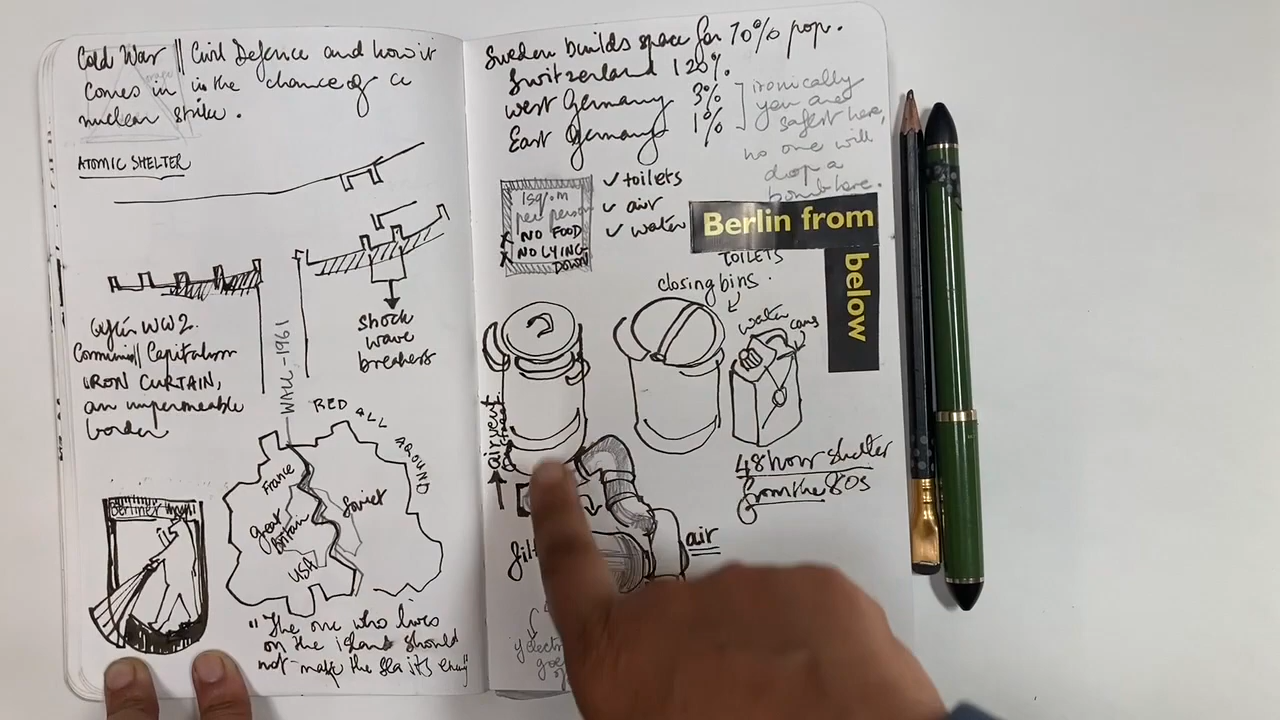 Cold War || Civil Defence and how it
comes in in the chance of a
nuclear strike.
ATOMIC SHELTER
shock
wave
breakers
WALL-1961
After WW2.
Communism || Capitalism
IRON CURTAIN,
an impermeable
border
RED ALL AROUND
France
Great
Britain
USA
Soviet
Berliner
"The one who lives
on the island should
not make the sea its enemy"
Sweden builds space for 70% pop.
Switzerland 120%.
West Germany 3%
East Germany 1%
ironically
you are
safest here,
no one will
drop a
bomb here.
1sq.m
per person
NO FOOD
NO LYING
DOWN
✓ toilets
✓ air
✓ water
Berlin from
below
TOILETS
closing bins.
water
cans
air vent
48 hour shelter
from the 80s
air